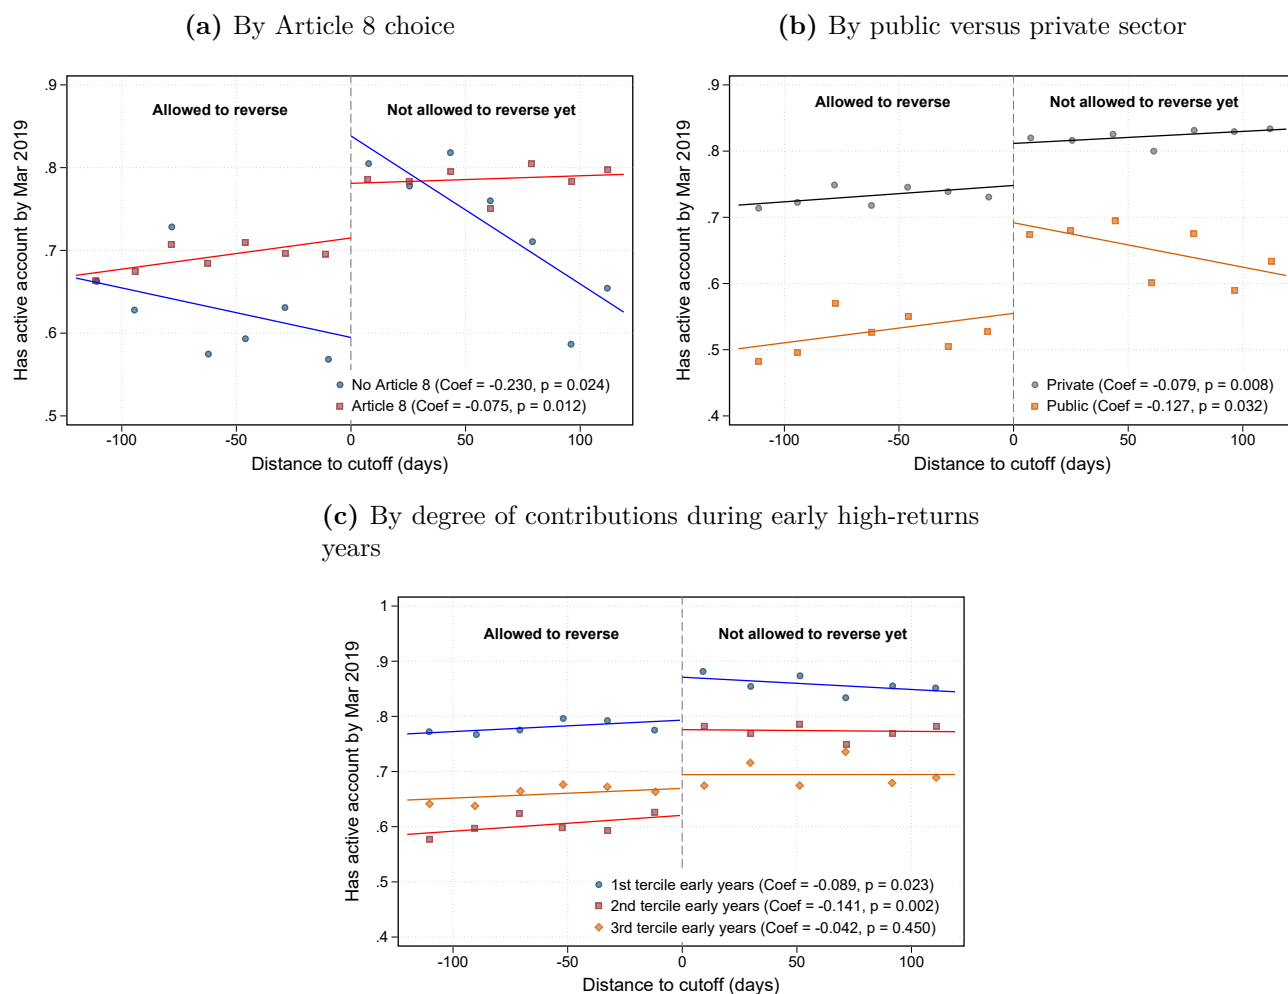 (a) By Article 8 choice
Has active account by Mar 2019
.9
.8
.7
.6
.5
Allowed to reverse
Not allowed to reverse yet
No Article 8 (Coef = -0.230, p = 0.024)
Article 8 (Coef = -0.075, p = 0.012)
-100
-50
0
50
100
Distance to cutoff (days)
(b) By public versus private sector
Has active account by Mar 2019
.9
.8
.7
.6
.5
.4
Allowed to reverse
Not allowed to reverse yet
Private (Coef = -0.079, p = 0.008)
Public (Coef = -0.127, p = 0.032)
-100
-50
0
50
100
Distance to cutoff (days)
(c) By degree of contributions during early high-returns
years
Has active account by Mar 2019
1
.9
.8
.7
.6
.5
.4
Allowed to reverse
Not allowed to reverse yet
1st tercile early years (Coef = -0.089, p = 0.023)
2nd tercile early years (Coef = -0.141, p = 0.002)
3rd tercile early years (Coef = -0.042, p = 0.450)
-100
-50
0
50
100
Distance to cutoff (days)